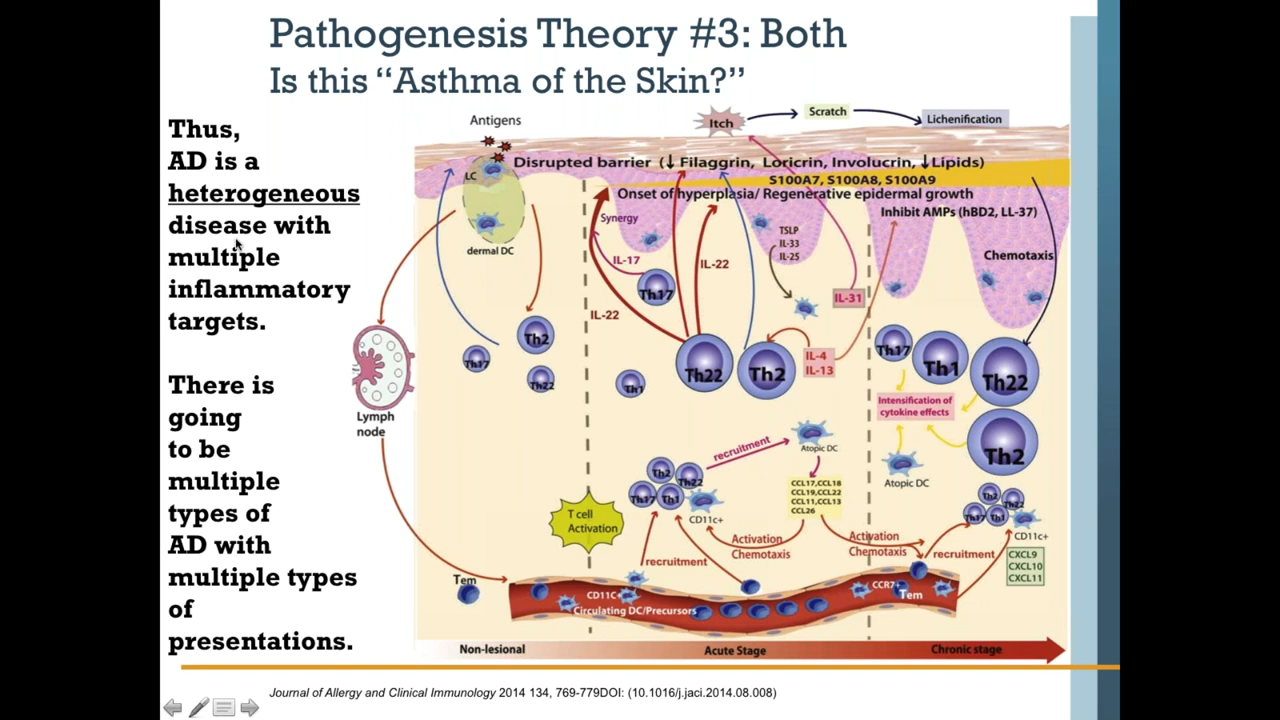 Pathogenesis Theory #3: Both
Is this “Asthma of the Skin?”
Thus,
AD is a
heterogeneous
disease with
multiple
inflammatory
targets.
There is
going
to be
multiple
types of
AD with
multiple types
of
presentations.
Antigens
Itch
Scratch
Lichenification
Disrupted barrier (↓ Filaggrin, Loricrin, Involucrin, ↓Lipids)
LC
S100A7, S100A8, S100A9
Onset of hyperplasia/ Regenerative epidermal growth
Inhibit AMPs (hBD2, LL-37)
Synergy
dermal DC
TSLP
IL-33
IL-25
Chemotaxis
IL-17
IL-22
Th17
IL-31
IL-22
Th2
Th17
Th22
Th1
Th22
Th2
IL-4
IL-13
Th17
Th1
Th22
Intensification of
cytokine effects
Th2
Lymph
node
recruitment
Atopic DC
Atopic DC
Th2
Th22
Th17
Th1
CD11c+
CCL17,CCL18
CCL19,CCL22
CCL11,CCL13
CCL26
Th2
Th22
Th17
Th1
CD11c+
T cell
Activation
Activation
Chemotaxis
Activation
Chemotaxis
recruitment
recruitment
CXCL9
CXCL10
CXCL11
Tem
CD11C+
Circulating DC/Precursors
CCR7+
Tem
Non-lesional
Acute Stage
Chronic stage
Journal of Allergy and Clinical Immunology 2014 134, 769-779DOI: (10.1016/j.jaci.2014.08.008)